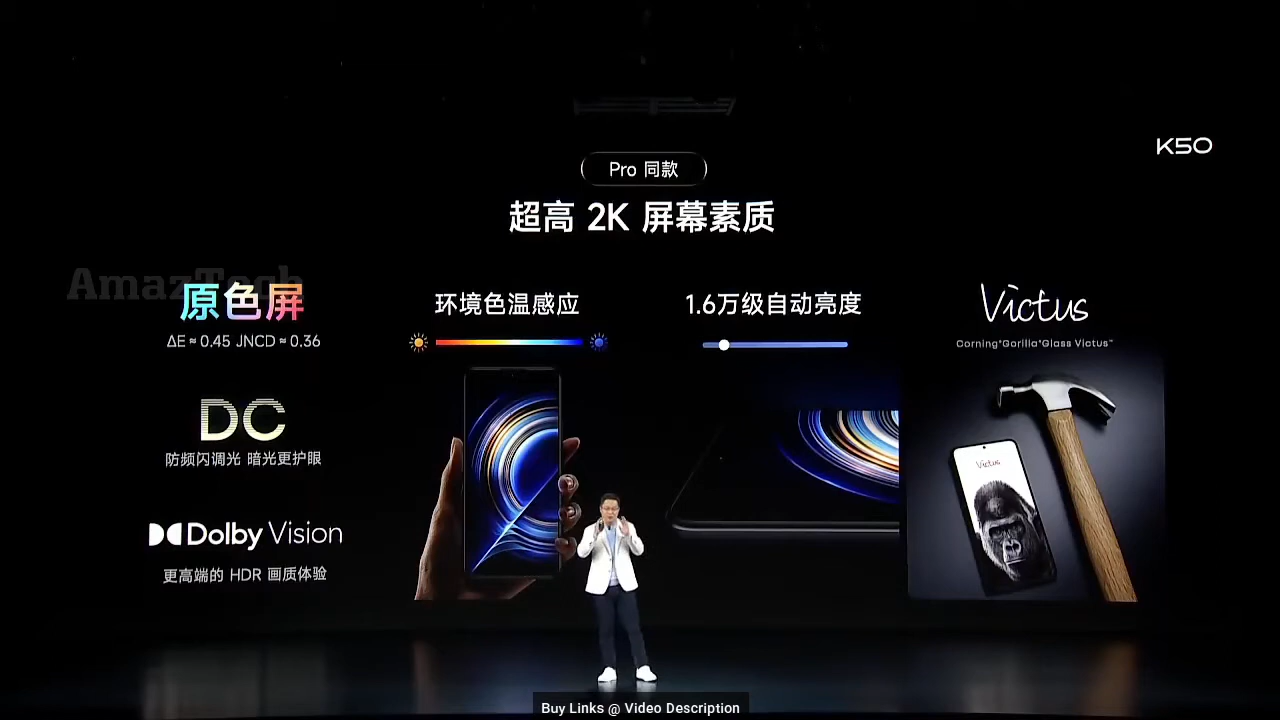 K50
Pro 同款
超高 2K 屏幕素质
AmazTech
原色屏
ΔE ≈ 0.45 JNCD ≈ 0.36
DC
防频闪调光 暗光更护眼
Dolby Vision
更高端的 HDR 画质体验
环境色温感应
1.6万级自动亮度
Victus
Corning® Gorilla® Glass Victus™
Victus
Buy Links @ Video Description